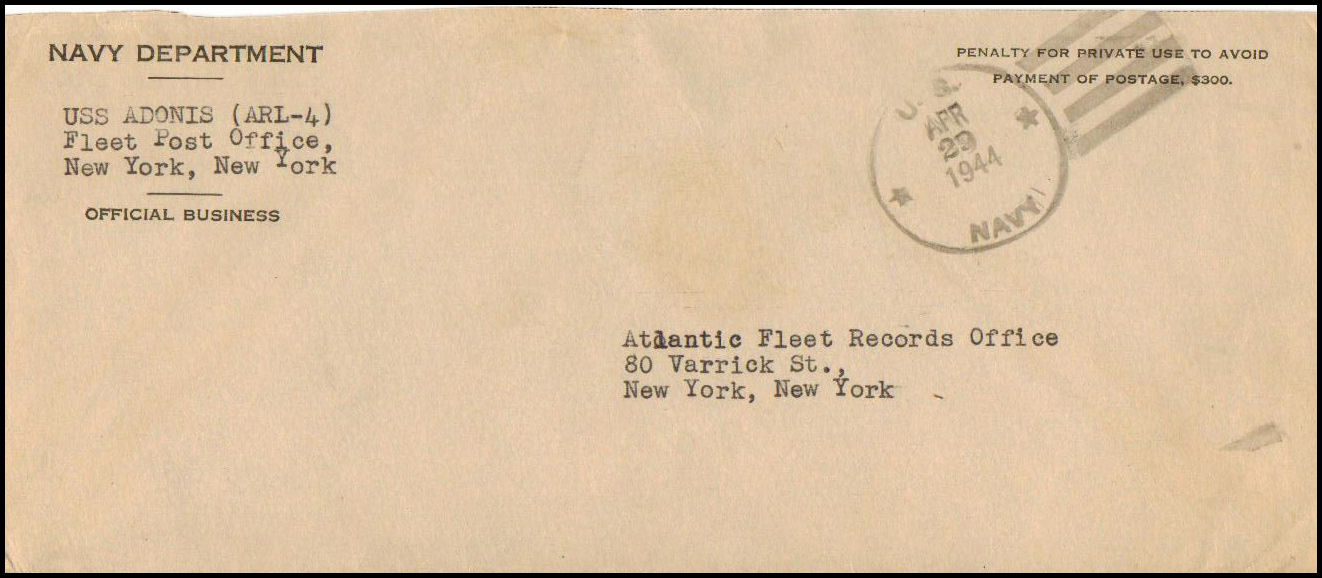 NAVY DEPARTMENT
USS ADONIS (ARL-4)
Fleet Post Office,
New York, New York
OFFICIAL BUSINESS
PENALTY FOR PRIVATE USE TO AVOID
PAYMENT OF POSTAGE, $300.
U. S.
APR
29
1944
NAVY
Atlantic Fleet Records Office
80 Varrick St.,
New York, New York